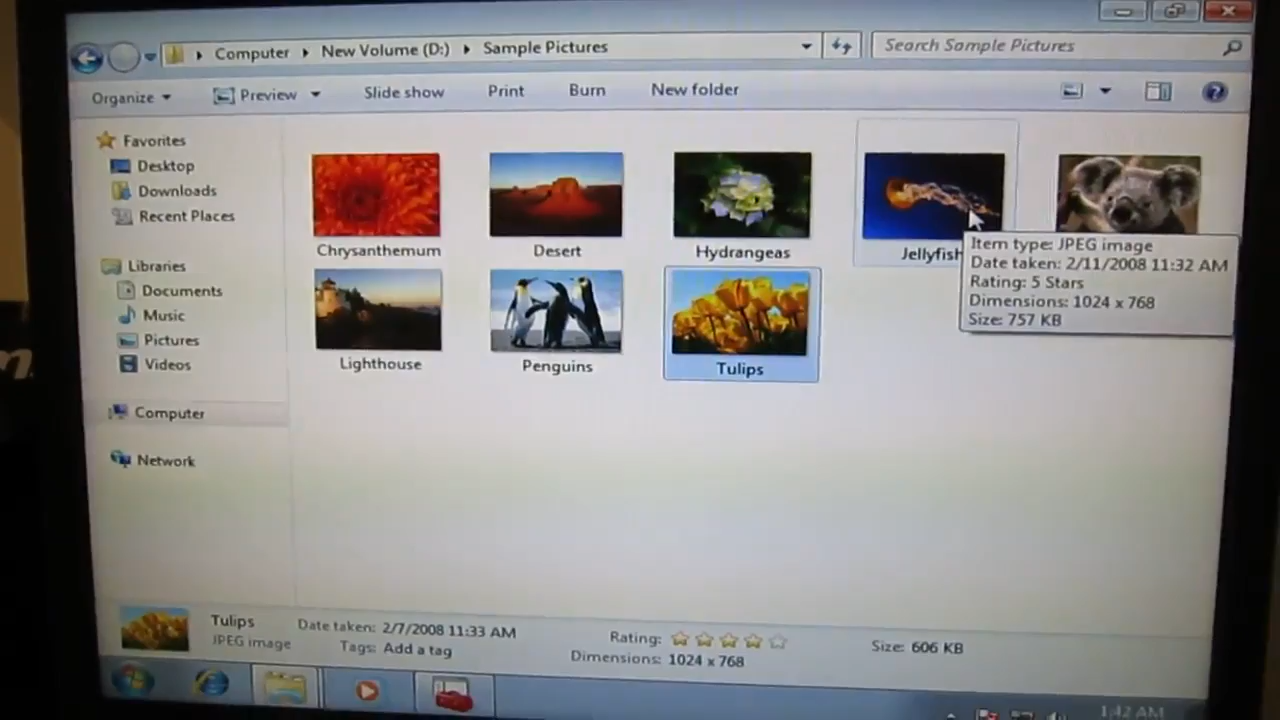 Computer New Volume (D:) Sample Pictures
Search Sample Pictures
Organize Preview Slide show Print Burn New folder
Favorites
Desktop
Downloads
Recent Places
Libraries
Documents
Music
Pictures
Videos
Computer
Network
Chrysanthemum Desert Hydrangeas Jellyfish
Item type: JPEG image
Date taken: 2/11/2008 11:32 AM
Rating: 5 Stars
Dimensions: 1024 x 768
Size: 757 KB
Lighthouse Penguins Tulips
Tulips
JPEG image
Date taken: 2/7/2008 11:33 AM
Tags: Add a tag
Rating:
Dimensions: 1024 x 768
Size: 606 KB
1:42 AM